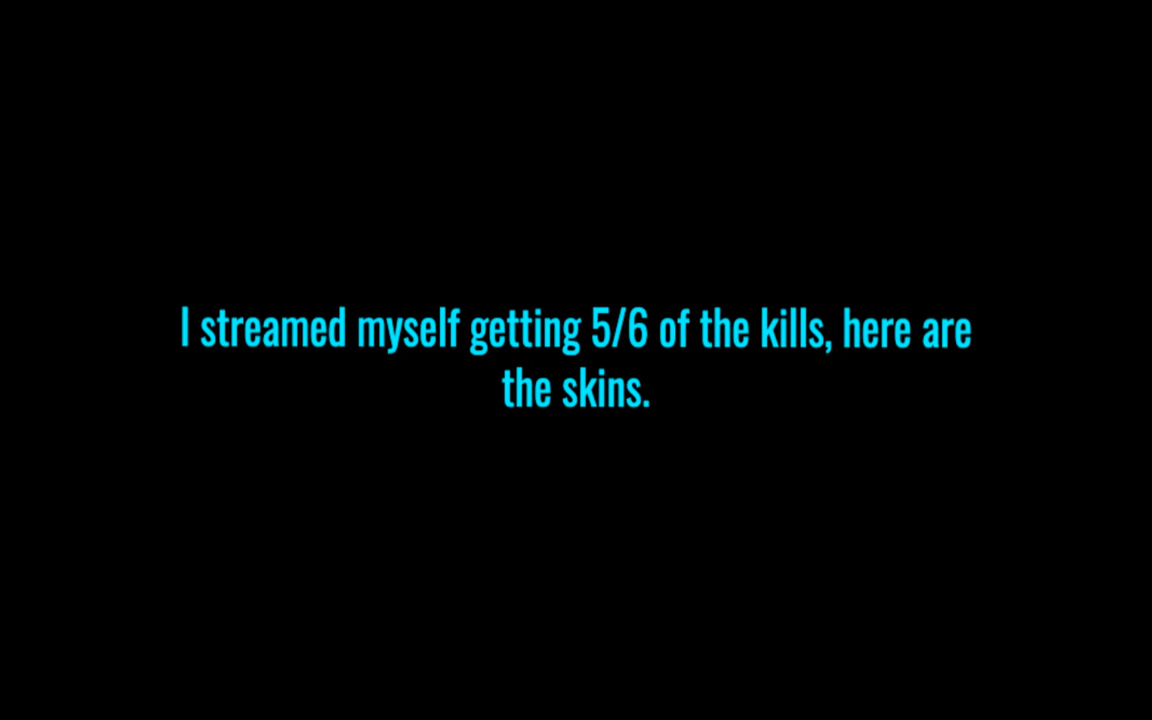 I streamed myself getting 5/6 of the kills, here are
the skins.